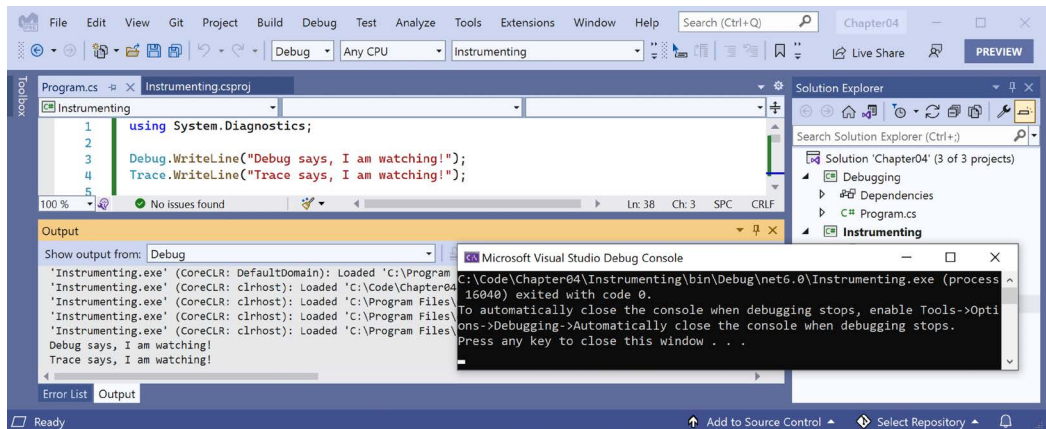 File Edit View Git Project Build Debug Test Analyze Tools Extensions Window Help Search (Ctrl+Q) Chapter04
Debug Any CPU Instrumenting Live Share PREVIEW
Toolbox
Program.cs Instrumenting.csproj
Instrumenting
1 using System.Diagnostics;
2
3 Debug.WriteLine("Debug says, I am watching!");
4 Trace.WriteLine("Trace says, I am watching!");
5
100 % No issues found Ln: 38 Ch: 3 SPC CRLF
Output
Show output from: Debug
'Instrumenting.exe' (CoreCLR: DefaultDomain): Loaded 'C:\Program
'Instrumenting.exe' (CoreCLR: clrhost): Loaded 'C:\Code\Chapter04
'Instrumenting.exe' (CoreCLR: clrhost): Loaded 'C:\Program Files\
'Instrumenting.exe' (CoreCLR: clrhost): Loaded 'C:\Program Files\
'Instrumenting.exe' (CoreCLR: clrhost): Loaded 'C:\Program Files\
Debug says, I am watching!
Trace says, I am watching!
Error List Output
Microsoft Visual Studio Debug Console
C:\Code\Chapter04\Instrumenting\bin\Debug\net6.0\Instrumenting.exe (process
16040) exited with code 0.
To automatically close the console when debugging stops, enable Tools->Opti
ons->Debugging->Automatically close the console when debugging stops.
Press any key to close this window . . .
Solution Explorer
Search Solution Explorer (Ctrl+;)
Solution 'Chapter04' (3 of 3 projects)
C# Debugging
Dependencies
C# Program.cs
C# Instrumenting
Ready Add to Source Control Select Repository